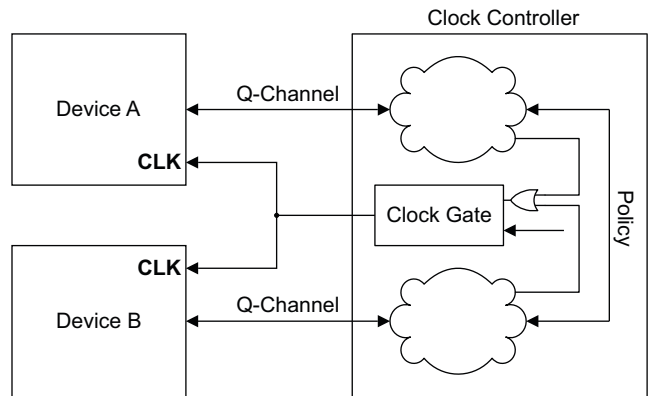 Clock Controller
Device A
Q-Channel
CLK
Clock Gate
Policy
CLK
Device B
Q-Channel